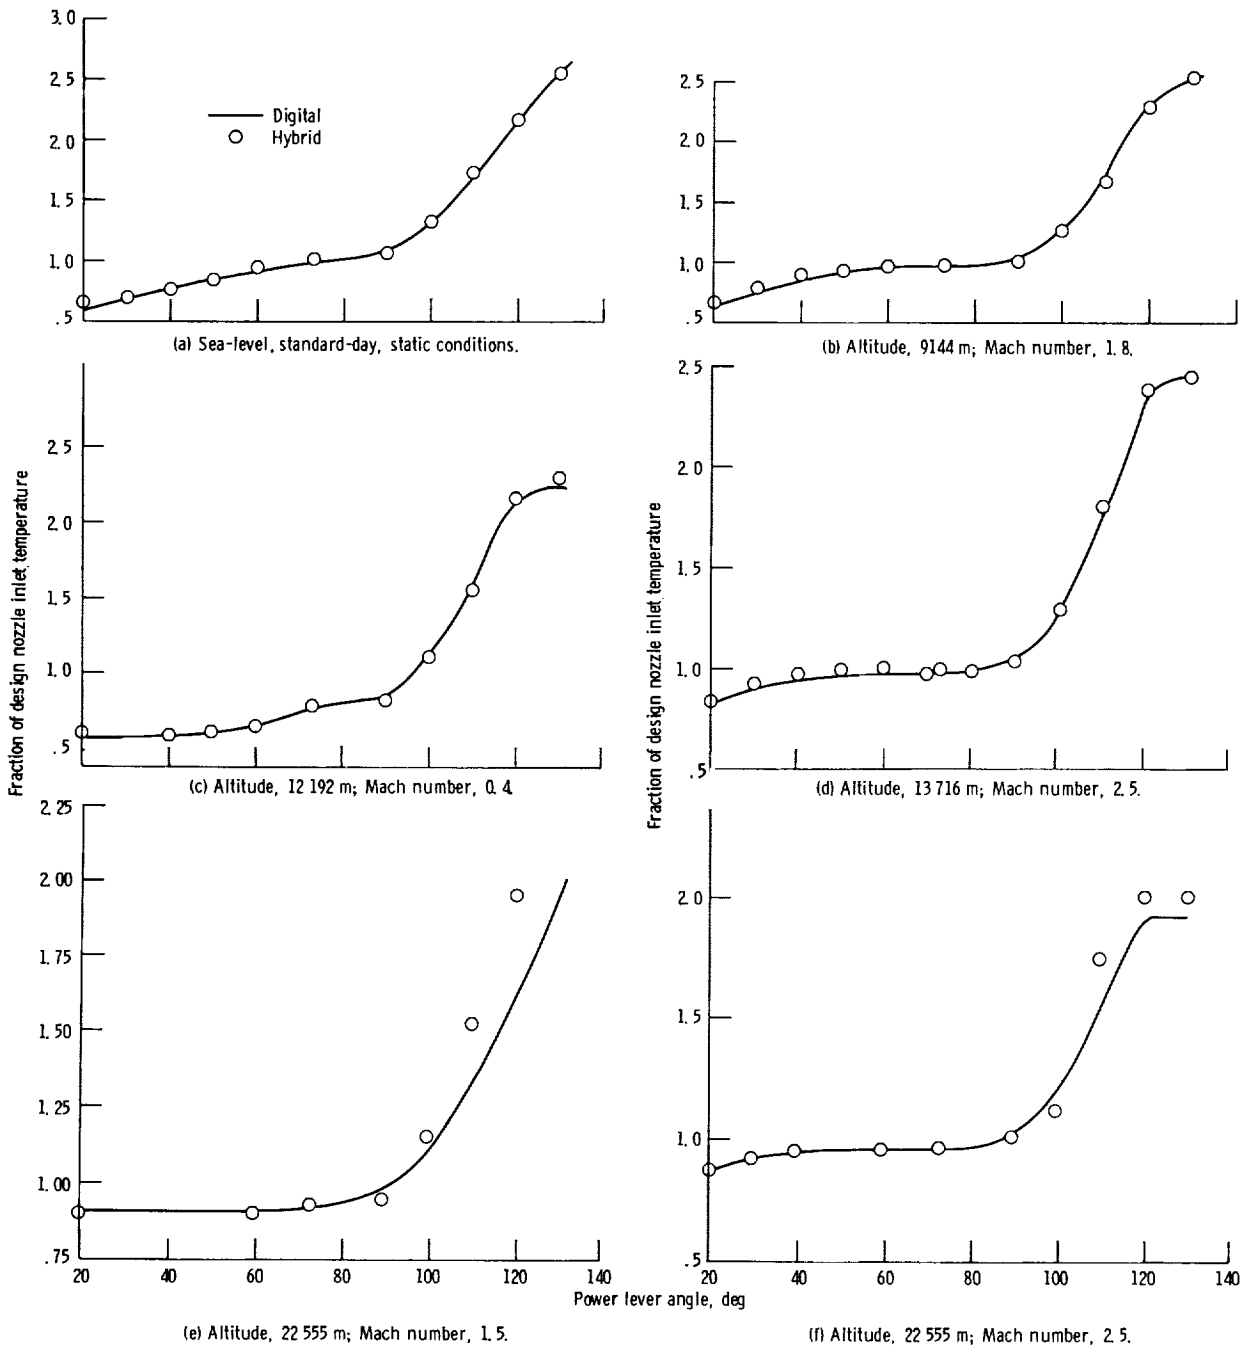 3.0
2.5
2.0
1.5
1.0
.5
Digital
Hybrid
(a) Sea-level, standard-day, static conditions.
2.5
2.0
1.5
1.0
.5
(b) Altitude, 9144 m; Mach number, 1.8.
Fraction of design nozzle inlet temperature
2.5
2.0
1.5
1.0
.5
(c) Altitude, 12 192 m; Mach number, 0.4.
Fraction of design nozzle inlet temperature
2.5
2.0
1.5
1.0
.5
(d) Altitude, 13 716 m; Mach number, 2.5.
2.25
2.00
1.75
1.50
1.25
1.00
.75
20 40 60 80 100 120 140
(e) Altitude, 22 555 m; Mach number, 1.5.
2.0
1.5
1.0
.5
20 40 60 80 100 120 140
Power lever angle, deg
(f) Altitude, 22 555 m; Mach number, 2.5.